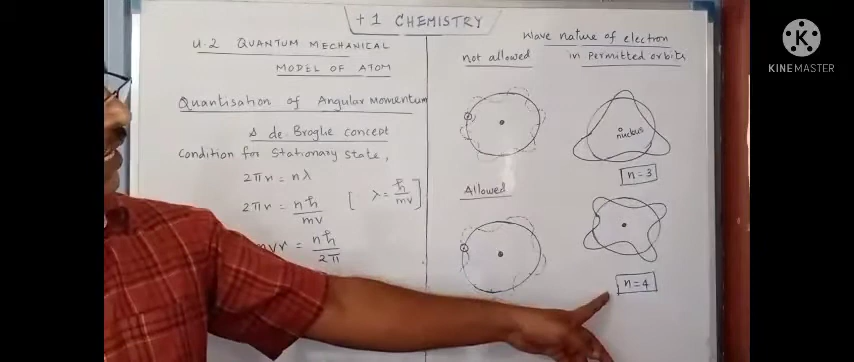 +1 CHEMISTRY
U.2 QUANTUM MECHANICAL
MODEL OF ATOM
Quantisation of Angular Momentum
& de-Broglie concept
Condition for Stationary state,
2πr = nλ
2πr = nℏ/mv [ λ = ℏ/mv ]
mvr = nℏ/2π
Wave nature of electron
in permitted orbits
not allowed
nucleus
n=3
Allowed
n=4
KINEMASTER